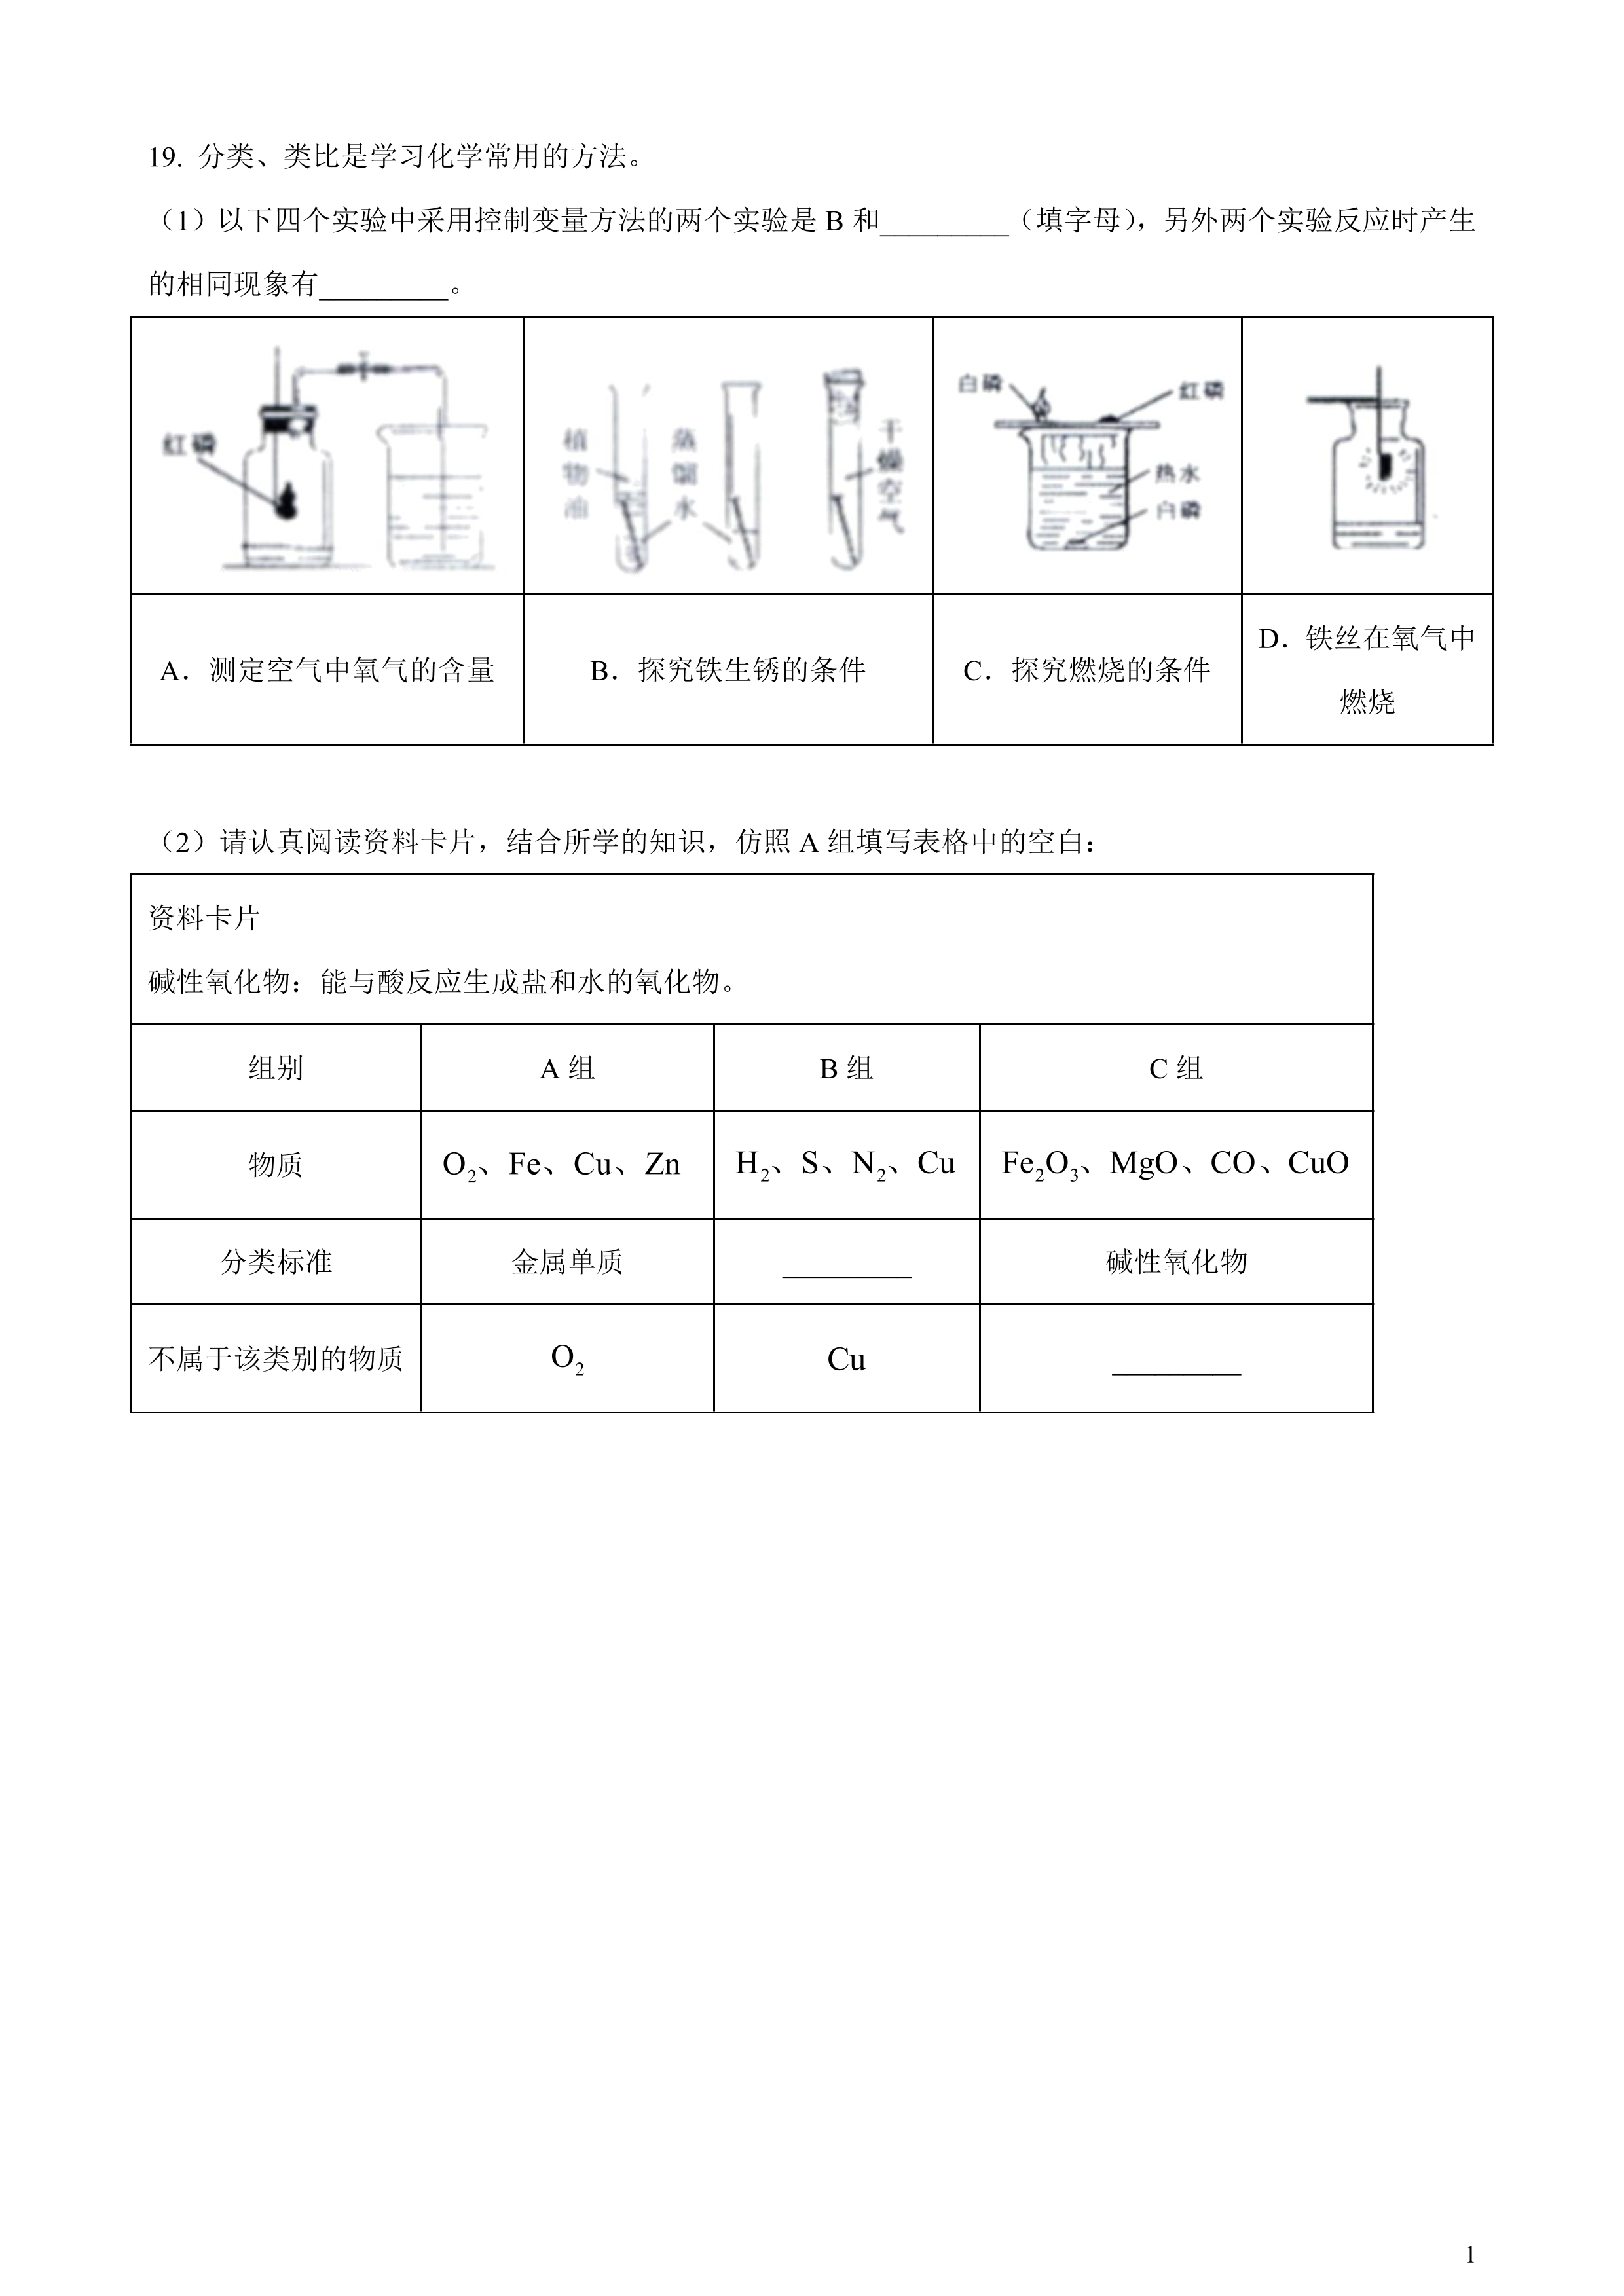 19. 分类、类比是学习化学常用的方法。
（1）以下四个实验中采用控制变量方法的两个实验是 B 和_________（填字母），另外两个实验反应时产生
的相同现象有_________。
红磷
植物油
蒸馏水
干燥空气
白磷
红磷
热水
白磷
A．测定空气中氧气的含量
B．探究铁生锈的条件
C．探究燃烧的条件
D．铁丝在氧气中
燃烧
（2）请认真阅读资料卡片，结合所学的知识，仿照 A 组填写表格中的空白：
资料卡片
碱性氧化物：能与酸反应生成盐和水的氧化物。
组别 A 组 B 组 C 组
物质 O₂、Fe、Cu、Zn H₂、S、N₂、Cu Fe₂O₃、MgO、CO、CuO
分类标准 金属单质 _________ 碱性氧化物
不属于该类别的物质 O₂ Cu _________
1